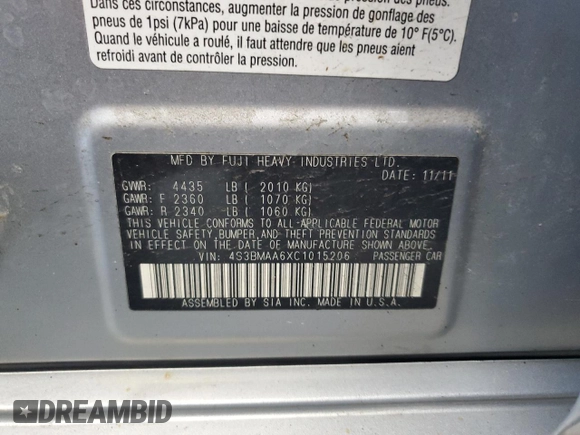 Dans ces circonstances, augmenter la pression de gonflage des
pneus de 1psi (7kPa) pour une baisse de température de 10° F(5°C).
Quand le véhicule a roulé, il faut attendre que les pneus aient
refroidi avant de contrôler la pression.
MFD BY FUJI HEAVY INDUSTRIES LTD.
DATE: 11/11
GVWR: 4435 LB ( 2010 KG)
GAWR: F 2360 LB ( 1070 KG)
GAWR: R 2340 LB ( 1060 KG)
THIS VEHICLE CONFORMS TO ALL-APPLICABLE FEDERAL MOTOR
VEHICLE SAFETY, BUMPER, AND THEFT PREVENTION STANDARDS
IN EFFECT ON THE DATE OF MANUFACTURE SHOWN ABOVE.
VIN: 4S3BMAA6XC1015206 PASSENGER CAR
ASSEMBLED BY SIA INC. MADE IN U.S.A.
DREAMBID